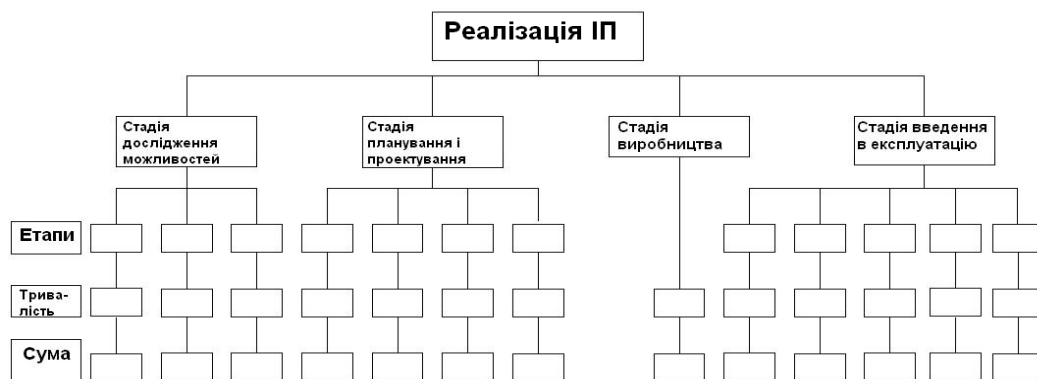 Реалізація ІП
Стадія
дослідження
можливостей
Стадія
планування і
проектування
Стадія
виробництва
Стадія введення
в експлуатацію
Етапи
Трива-
лість
Сума